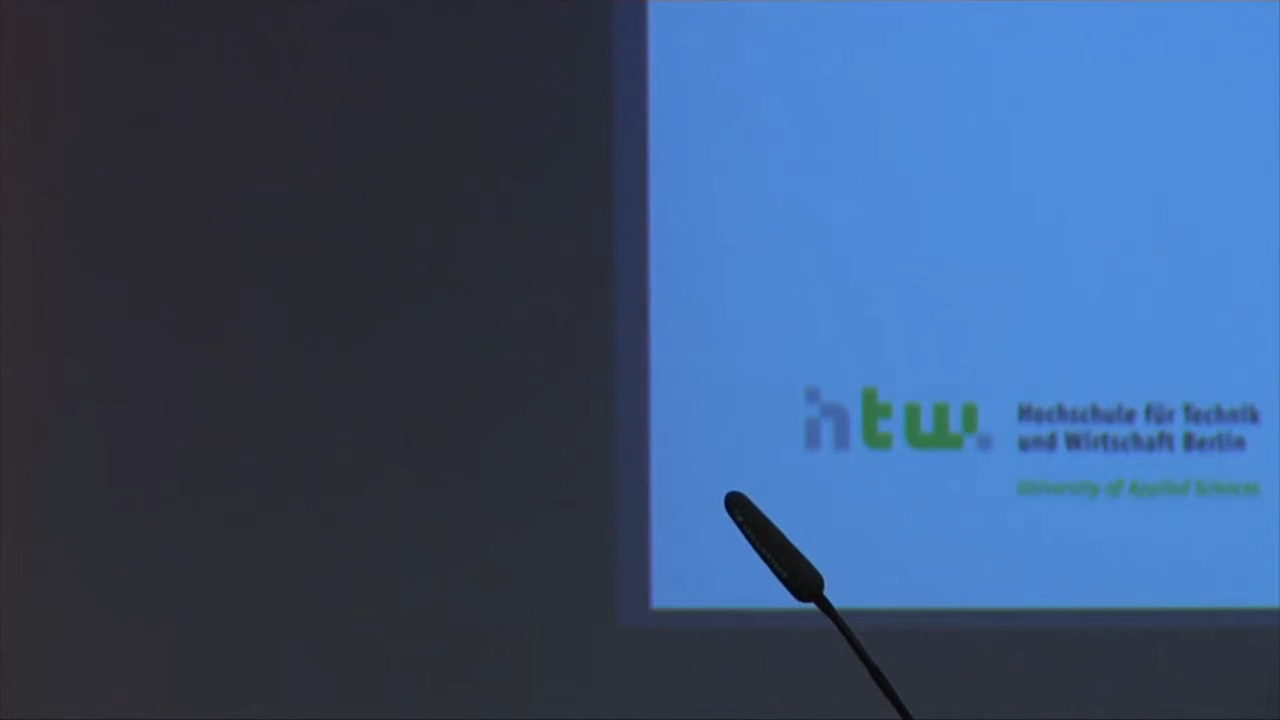 htw.
Hochschule für Technik
und Wirtschaft Berlin
University of Applied Sciences